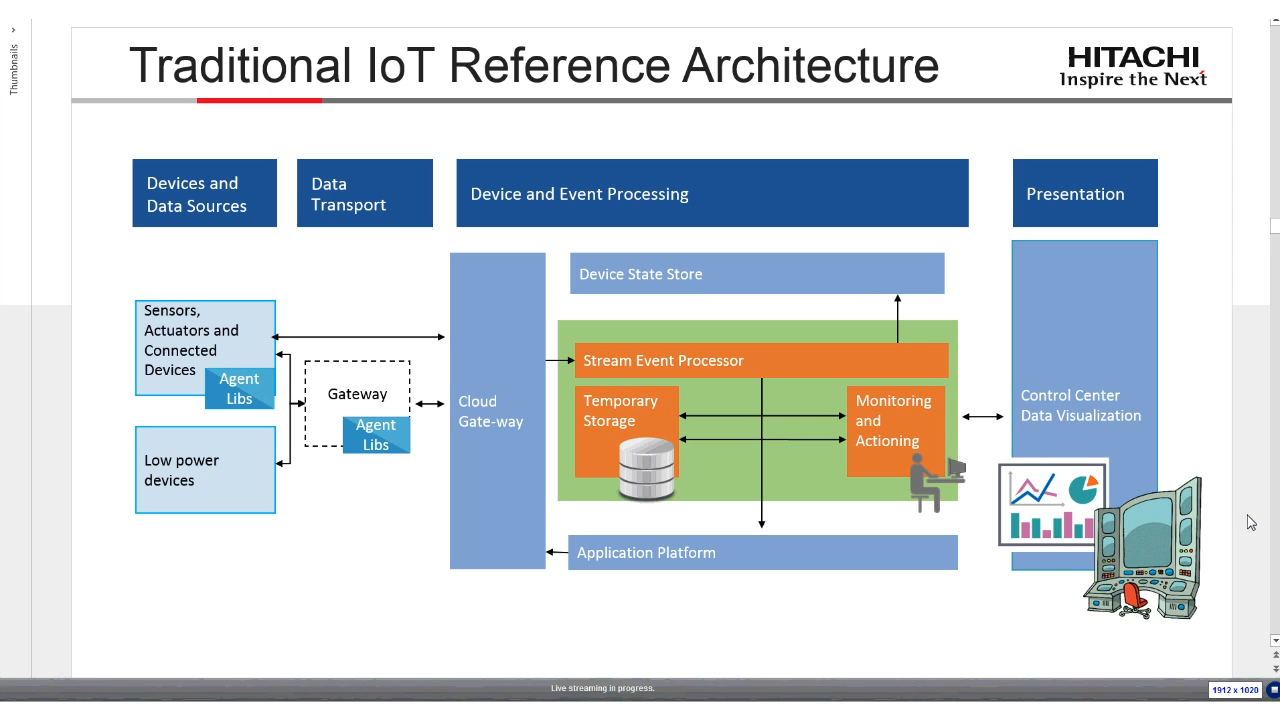 Thumbnails
Traditional IoT Reference Architecture
HITACHI
Inspire the Next
Devices and
Data Sources
Data
Transport
Device and Event Processing
Presentation
Sensors,
Actuators and
Connected
Devices
Agent
Libs
Low power
devices
Gateway
Agent
Libs
Cloud
Gate-way
Device State Store
Stream Event Processor
Temporary
Storage
Monitoring
and
Actioning
Application Platform
Control Center
Data Visualization
Live streaming in progress.
1912 x 1020